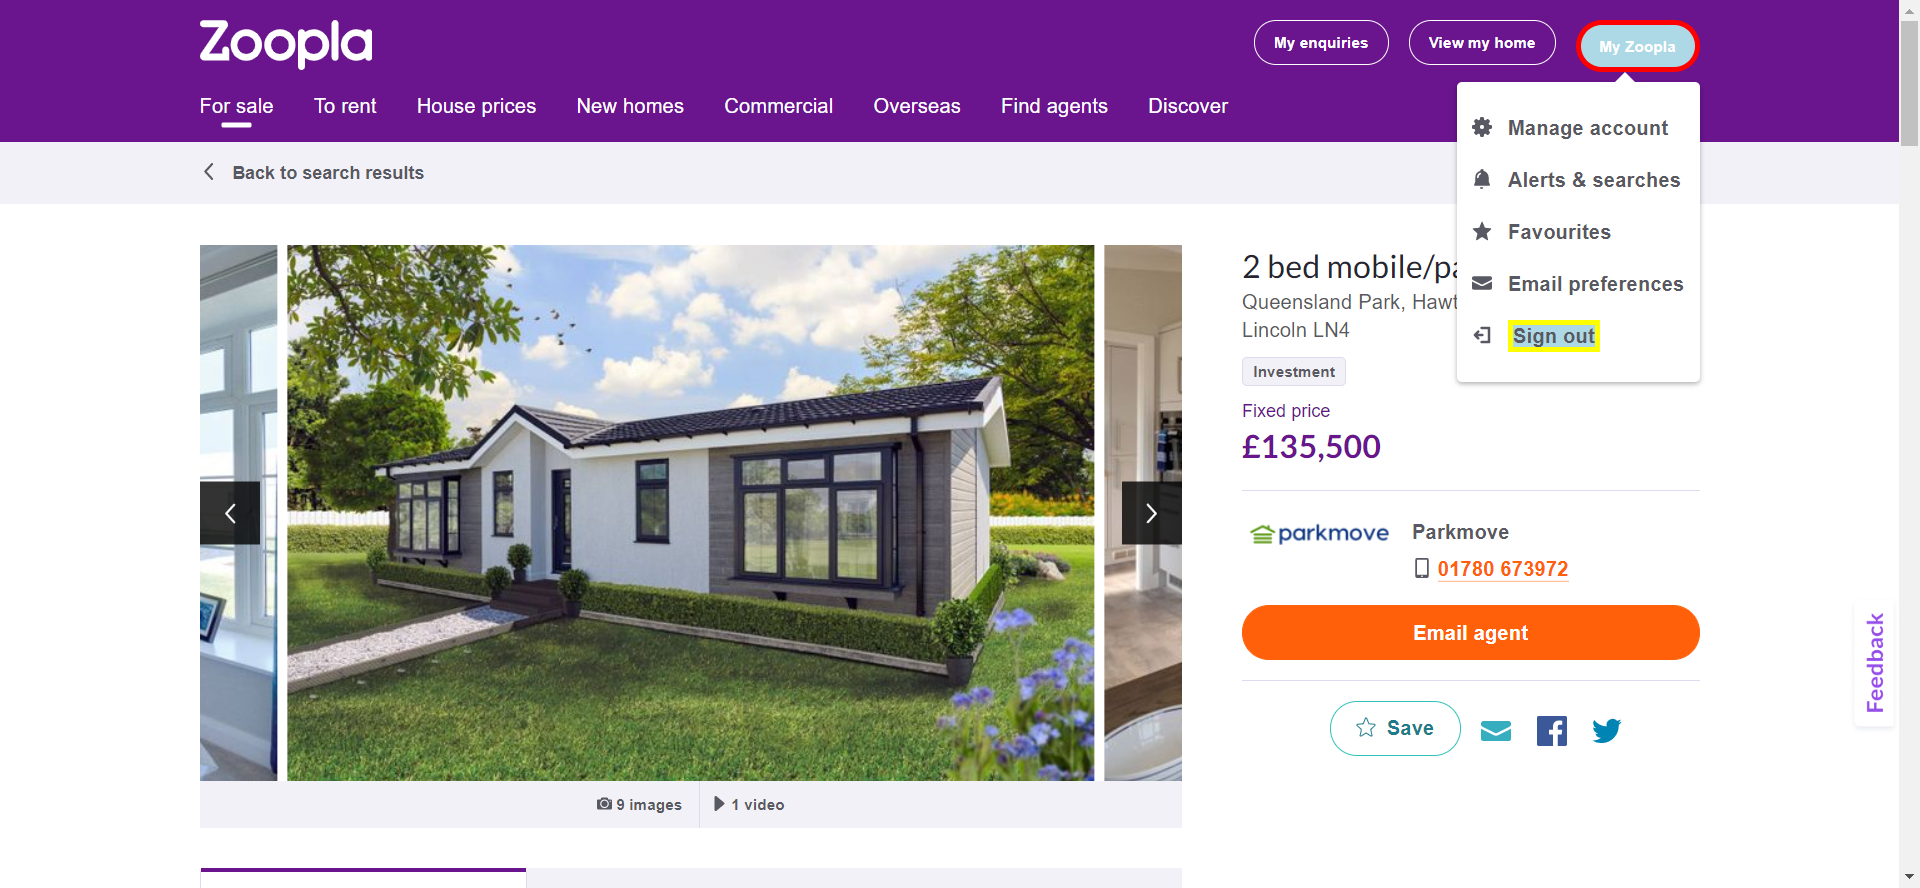 Zoopla
My enquiries
View my home
My Zoopla
For sale
To rent
House prices
New homes
Commercial
Overseas
Find agents
Discover
Manage account
Alerts & searches
Favourites
Email preferences
Sign out
Back to search results
2 bed mobile/pa
Queensland Park, Hawt
Lincoln LN4
Investment
Fixed price
£135,500
parkmove
Parkmove
01780 673972
Email agent
Save
9 images
1 video
Feedback